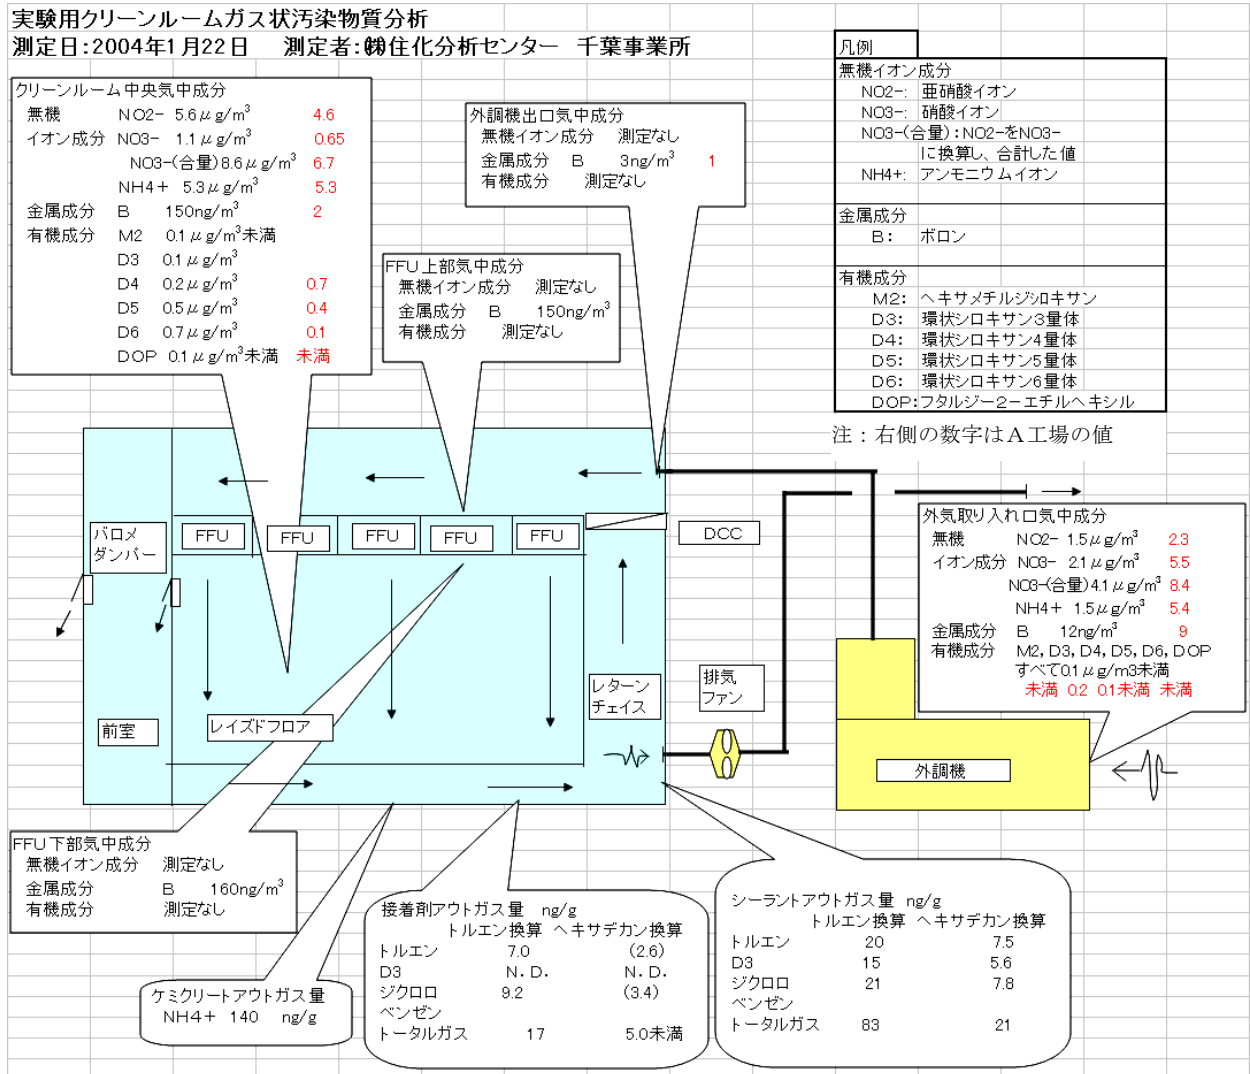 実験用クリーンルームガス状汚染物質分析
測定日:2004年1月22日　測定者:㈱住化分析センター　千葉事業所
凡例
無機イオン成分
NO2-: 亜硝酸イオン
NO3-: 硝酸イオン
NO3-(合量):NO2-をNO3-
に換算し、合計した値
NH4+: アンモニウムイオン
金属成分
B: ボロン
有機成分
M2: ヘキサメチルジシロキサン
D3: 環状シロキサン3量体
D4: 環状シロキサン4量体
D5: 環状シロキサン5量体
D6: 環状シロキサン6量体
DOP:フタルジー2-エチルヘキシル
注：右側の数字はA工場の値
クリーンルーム中央気中成分
無機 NO2- 5.6μg/m³ 4.6
イオン成分 NO3- 1.1μg/m³ 0.65
NO3-(合量)8.6μg/m³ 6.7
NH4+ 5.3μg/m³ 5.3
金属成分 B 150ng/m³ 2
有機成分 M2 0.1μg/m³未満
D3 0.1μg/m³
D4 0.2μg/m³ 0.7
D5 0.5μg/m³ 0.4
D6 0.7μg/m³ 0.1
DOP 0.1μg/m³未満 未満
外調機出口気中成分
無機イオン成分 測定なし
金属成分 B 3ng/m³ 1
有機成分 測定なし
FFU上部気中成分
無機イオン成分 測定なし
金属成分 B 150ng/m³
有機成分 測定なし
バロメ
ダンパー
FFU
FFU
FFU
FFU
FFU
DCC
外気取り入れ口気中成分
無機 NO2- 1.5μg/m³ 2.3
イオン成分 NO3- 2.1μg/m³ 5.5
NO3-(合量)4.1μg/m³ 8.4
NH4+ 1.5μg/m³ 5.4
金属成分 B 12ng/m³ 9
有機成分 M2, D3, D4, D5, D6, DOP
すべて0.1μg/m3未満
未満 0.2 0.1未満 未満
レターン
チェイス
排気
ファン
前室
レイズドフロア
外調機
FFU下部気中成分
無機イオン成分 測定なし
金属成分 B 160ng/m³
有機成分 測定なし
ケミクリートアウトガス量
NH4+ 140 ng/g
接着剤アウトガス量 ng/g
トルエン換算 ヘキサデカン換算
トルエン 7.0 (2.6)
D3 N.D. N.D.
ジクロロ 9.2 (3.4)
ベンゼン
トータルガス 17 5.0未満
シーラントアウトガス量 ng/g
トルエン換算 ヘキサデカン換算
トルエン 20 7.5
D3 15 5.6
ジクロロ 21 7.8
ベンゼン
トータルガス 83 21